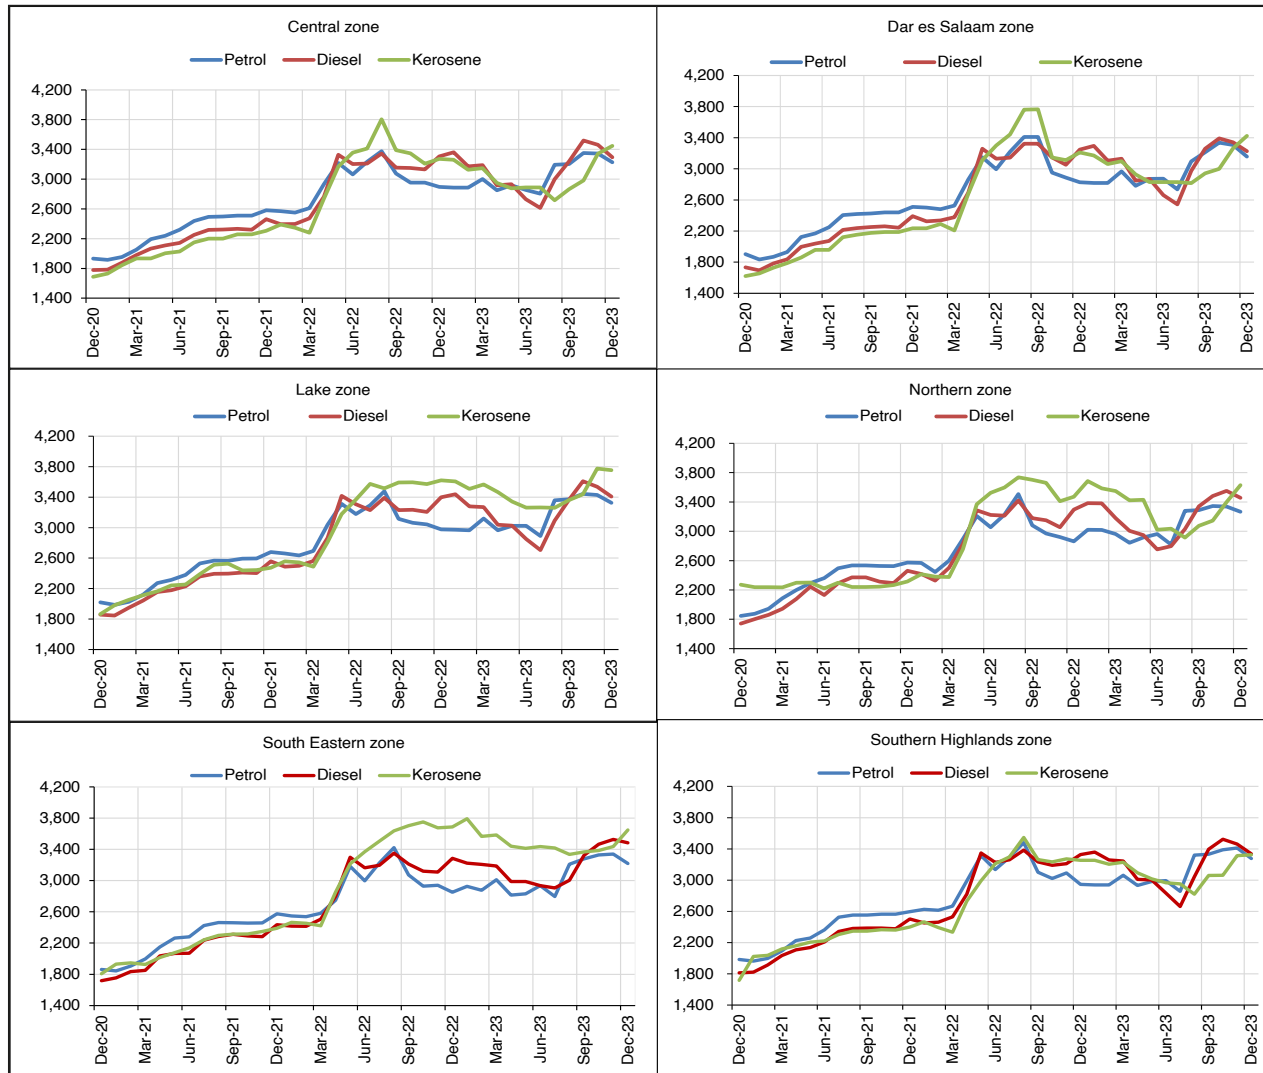 Central zone
Petrol Diesel Kerosene
4,200
3,800
3,400
3,000
2,600
2,200
1,800
1,400
Dec-20 Mar-21 Jun-21 Sep-21 Dec-21 Mar-22 Jun-22 Sep-22 Dec-22 Mar-23 Jun-23 Sep-23 Dec-23
Dar es Salaam zone
Petrol Diesel Kerosene
4,200
3,800
3,400
3,000
2,600
2,200
1,800
1,400
Dec-20 Mar-21 Jun-21 Sep-21 Dec-21 Mar-22 Jun-22 Sep-22 Dec-22 Mar-23 Jun-23 Sep-23 Dec-23
Lake zone
Petrol Diesel Kerosene
4,200
3,800
3,400
3,000
2,600
2,200
1,800
1,400
Dec-20 Mar-21 Jun-21 Sep-21 Dec-21 Mar-22 Jun-22 Sep-22 Dec-22 Mar-23 Jun-23 Sep-23 Dec-23
Northern zone
Petrol Diesel Kerosene
4,200
3,800
3,400
3,000
2,600
2,200
1,800
1,400
Dec-20 Mar-21 Jun-21 Sep-21 Dec-21 Mar-22 Jun-22 Sep-22 Dec-22 Mar-23 Jun-23 Sep-23 Dec-23
South Eastern zone
Petrol Diesel Kerosene
4,200
3,800
3,400
3,000
2,600
2,200
1,800
1,400
Dec-20 Mar-21 Jun-21 Sep-21 Dec-21 Mar-22 Jun-22 Sep-22 Dec-22 Mar-23 Jun-23 Sep-23 Dec-23
Southern Highlands zone
Petrol Diesel Kerosene
4,200
3,800
3,400
3,000
2,600
2,200
1,800
1,400
Dec-20 Mar-21 Jun-21 Sep-21 Dec-21 Mar-22 Jun-22 Sep-22 Dec-22 Mar-23 Jun-23 Sep-23 Dec-23